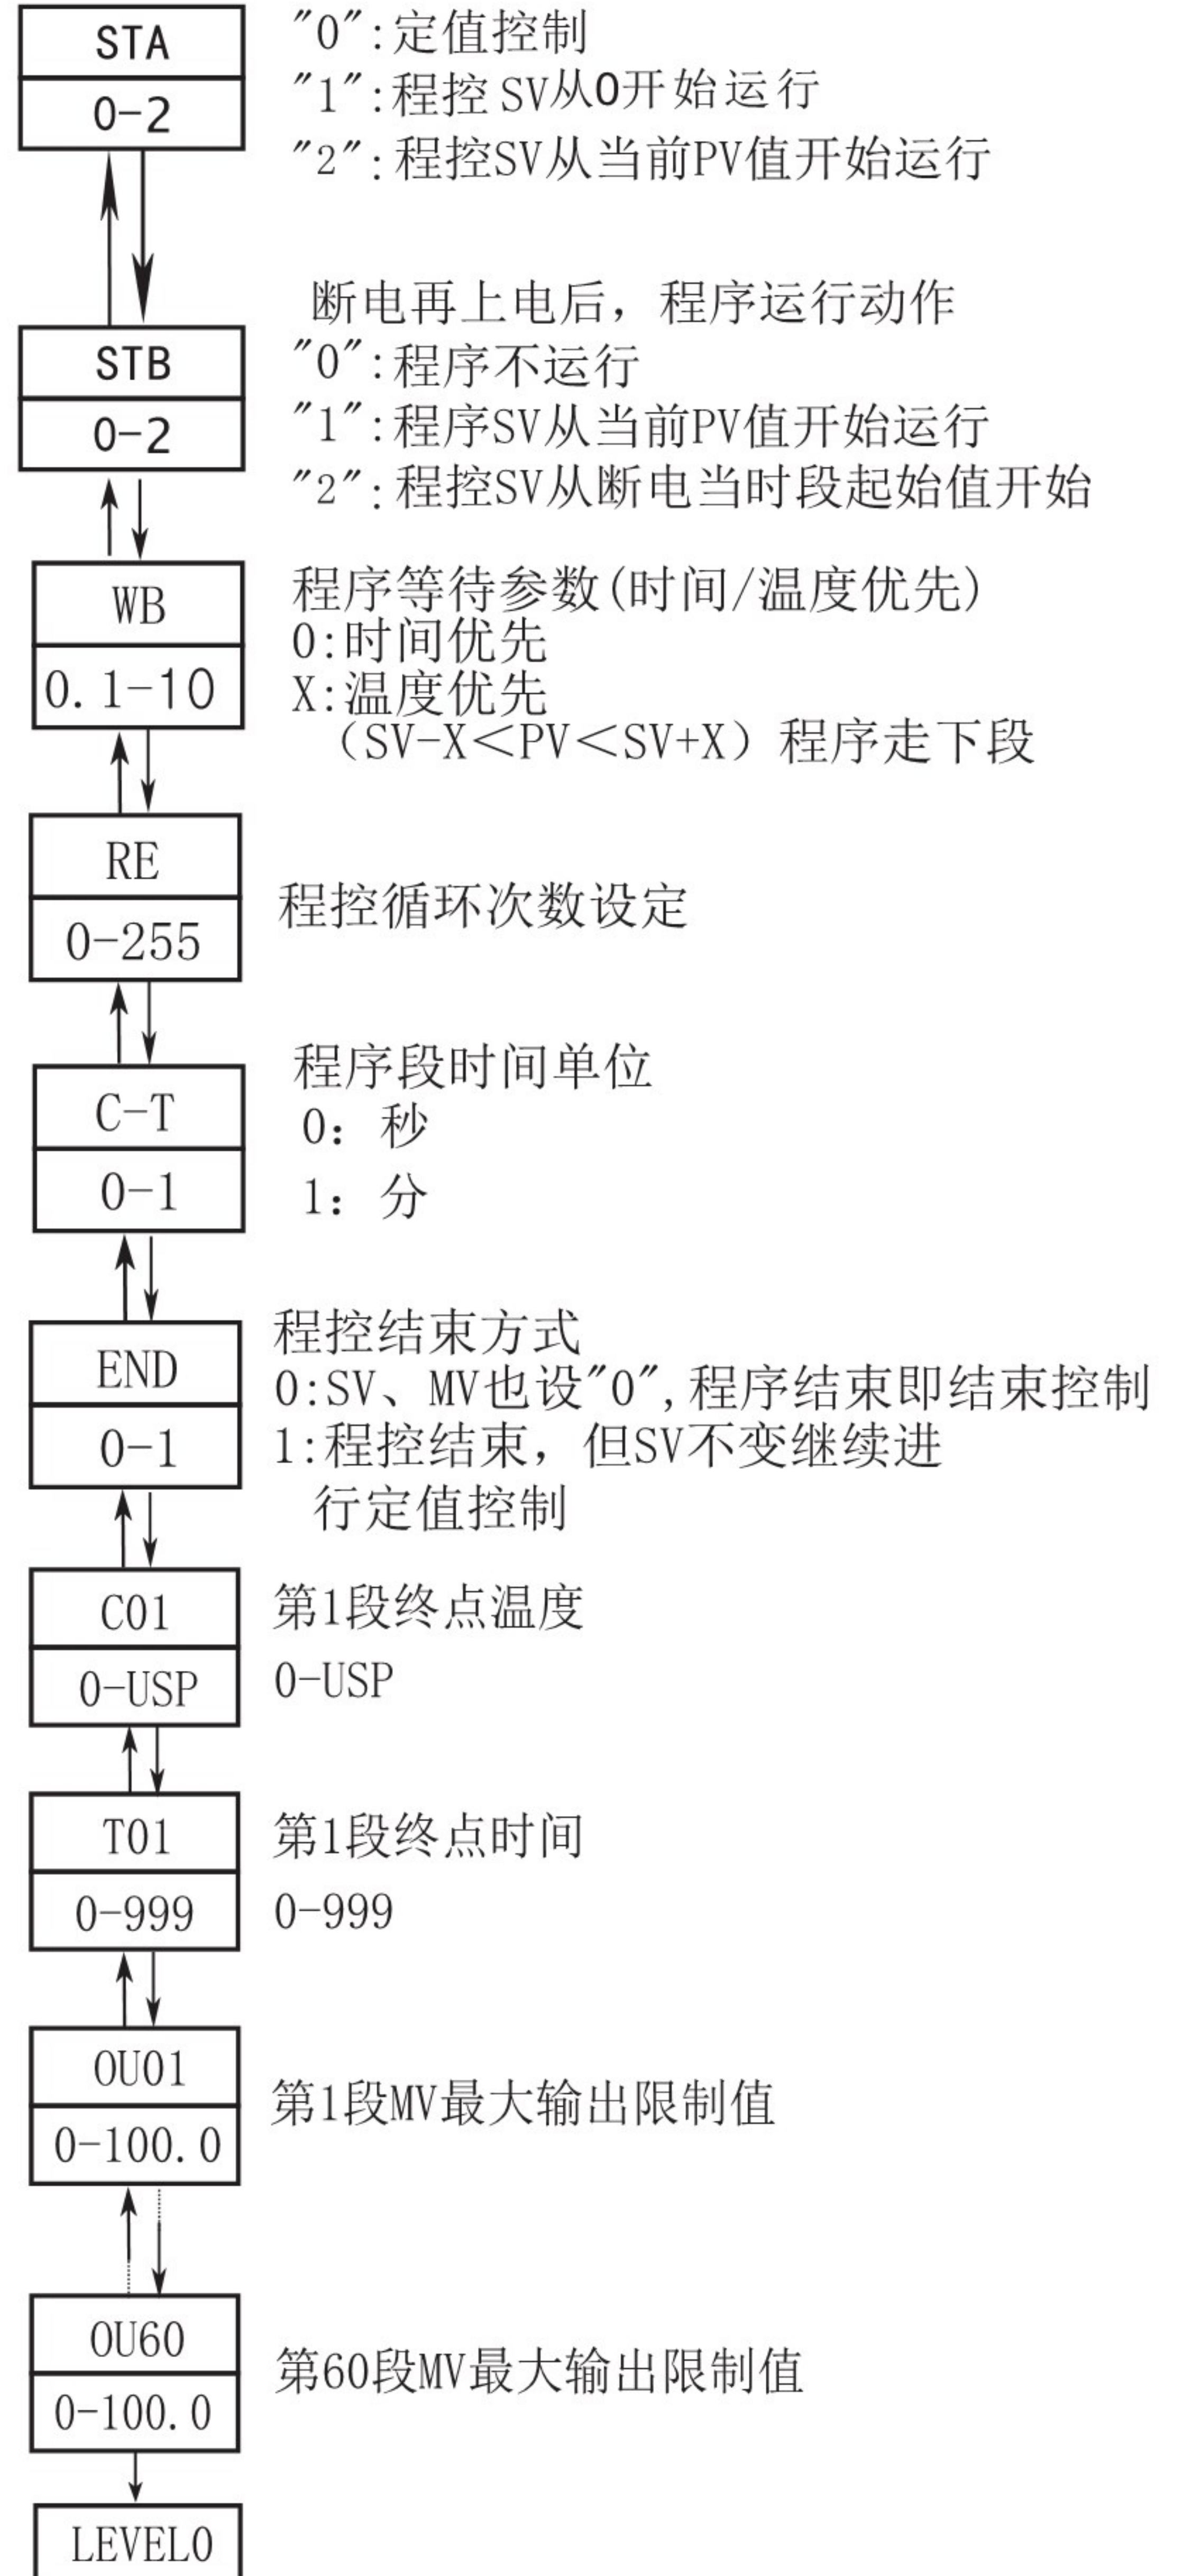 STA
0-2
"0":定值控制
"1":程控 SV从0开始运行
"2":程控SV从当前PV值开始运行
断电再上电后，程序运行动作
STB
0-2
"0":程序不运行
"1":程序SV从当前PV值开始运行
"2":程控SV从断电当时段起始值开始
WB
0.1-10
程序等待参数(时间/温度优先)
0:时间优先
X:温度优先
（SV-X＜PV＜SV+X）程序走下段
RE
0-255
程控循环次数设定
C-T
0-1
程序段时间单位
0：秒
1：分
END
0-1
程控结束方式
0:SV、MV也设"0",程序结束即结束控制
1:程控结束，但SV不变继续进
行定值控制
C01
0-USP
第1段终点温度
0-USP
T01
0-999
第1段终点时间
0-999
OU01
0-100.0
第1段MV最大输出限制值
OU60
0-100.0
第60段MV最大输出限制值
LEVEL0